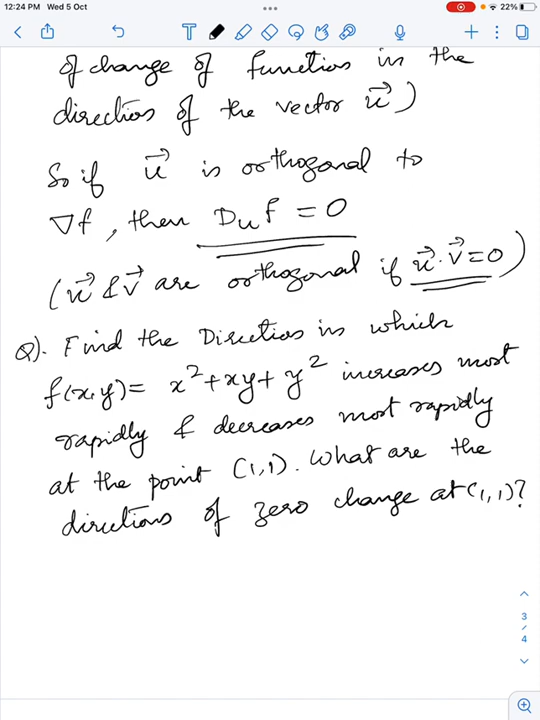 12:24 PM Wed 5 Oct
22%
of change of function in the
direction of the vector u⃗ )
So if u⃗ is orthogonal to
∇f, then Duf = 0
(u⃗ & v⃗ are orthogonal if u⃗·v⃗=0)
Q). Find the Direction in which
f(x,y)= x²+xy+y² increases most
rapidly & decreases most rapidly
at the point (1,1). What are the
directions of zero change at (1,1)?
3
/
4